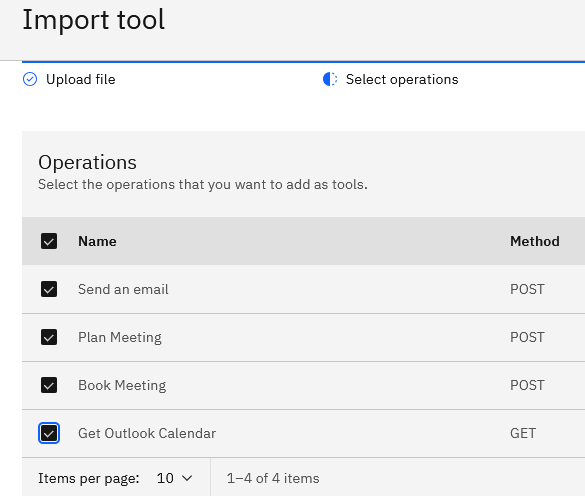 Import tool
Upload file Select operations
Operations
Select the operations that you want to add as tools.
Name Method
Send an email POST
Plan Meeting POST
Book Meeting POST
Get Outlook Calendar GET
Items per page: 10 1–4 of 4 items